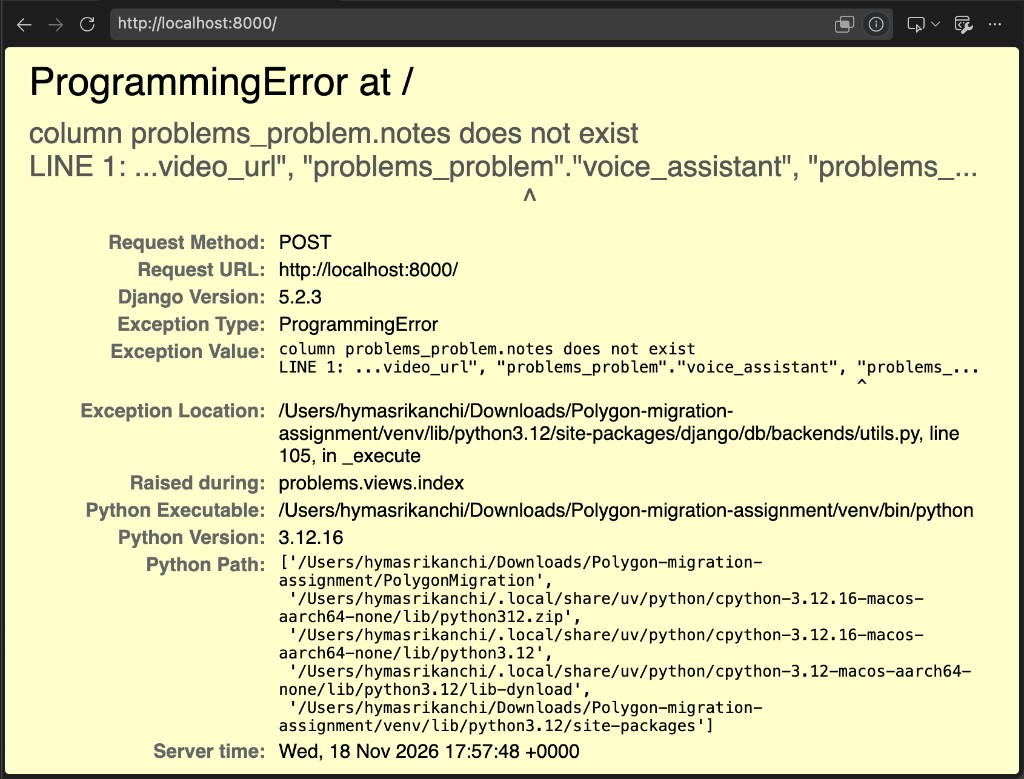 http://localhost:8000/
ProgrammingError at /
column problems_problem.notes does not exist
LINE 1: ...video_url", "problems_problem"."voice_assistant", "problems_...
^
Request Method: POST
Request URL: http://localhost:8000/
Django Version: 5.2.3
Exception Type: ProgrammingError
Exception Value: column problems_problem.notes does not exist
LINE 1: ...video_url", "problems_problem"."voice_assistant", "problems_...
^
Exception Location: /Users/hymasrikanchi/Downloads/Polygon-migration-
assignment/venv/lib/python3.12/site-packages/django/db/backends/utils.py, line
105, in _execute
Raised during: problems.views.index
Python Executable: /Users/hymasrikanchi/Downloads/Polygon-migration-assignment/venv/bin/python
Python Version: 3.12.16
Python Path: ['/Users/hymasrikanchi/Downloads/Polygon-migration-
assignment/PolygonMigration',
'/Users/hymasrikanchi/.local/share/uv/python/cpython-3.12.16-macos-
aarch64-none/lib/python312.zip',
'/Users/hymasrikanchi/.local/share/uv/python/cpython-3.12.16-macos-
aarch64-none/lib/python3.12',
'/Users/hymasrikanchi/.local/share/uv/python/cpython-3.12-macos-aarch64-
none/lib/python3.12/lib-dynload',
'/Users/hymasrikanchi/Downloads/Polygon-migration-
assignment/venv/lib/python3.12/site-packages']
Server time: Wed, 18 Nov 2026 17:57:48 +0000